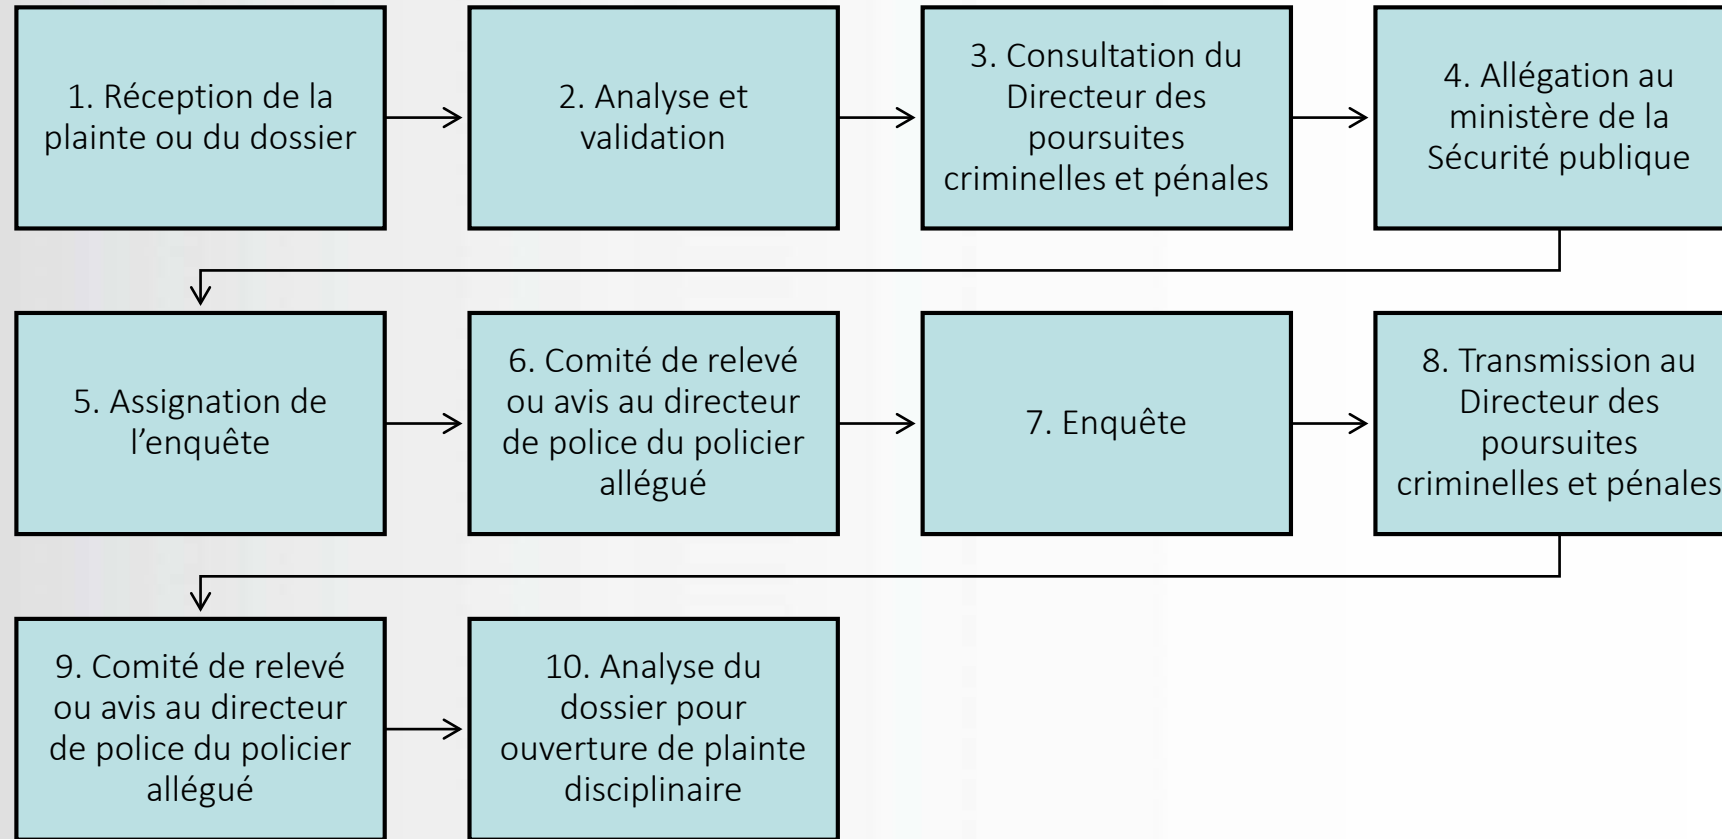 1. Réception de la
plainte ou du dossier
2. Analyse et
validation
3. Consultation du
Directeur des
poursuites
criminelles et pénales
4. Allégation au
ministère de la
Sécurité publique
5. Assignation de
l’enquête
6. Comité de relevé
ou avis au directeur
de police du policier
allégué
7. Enquête
8. Transmission au
Directeur des
poursuites
criminelles et pénales
9. Comité de relevé
ou avis au directeur
de police du policier
allégué
10. Analyse du
dossier pour
ouverture de plainte
disciplinaire